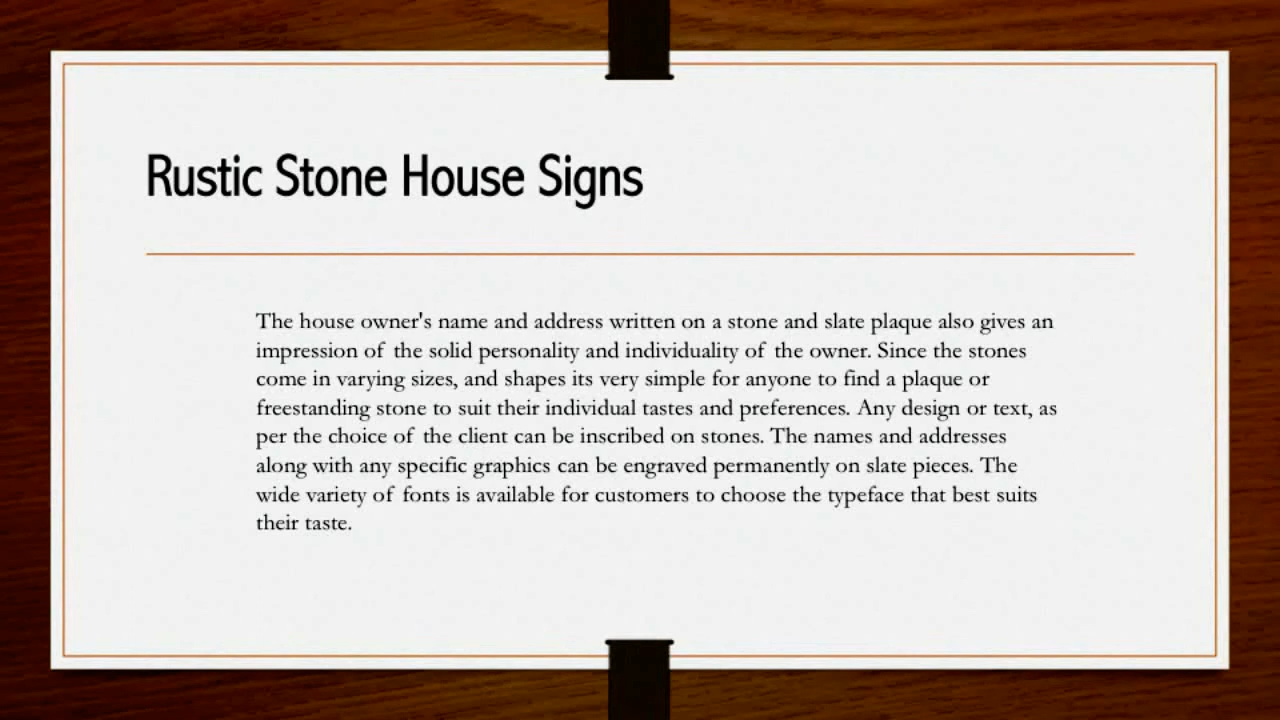 Rustic Stone House Signs
The house owner's name and address written on a stone and slate plaque also gives an
impression of the solid personality and individuality of the owner. Since the stones
come in varying sizes, and shapes its very simple for anyone to find a plaque or
freestanding stone to suit their individual tastes and preferences. Any design or text, as
per the choice of the client can be inscribed on stones. The names and addresses
along with any specific graphics can be engraved permanently on slate pieces. The
wide variety of fonts is available for customers to choose the typeface that best suits
their taste.